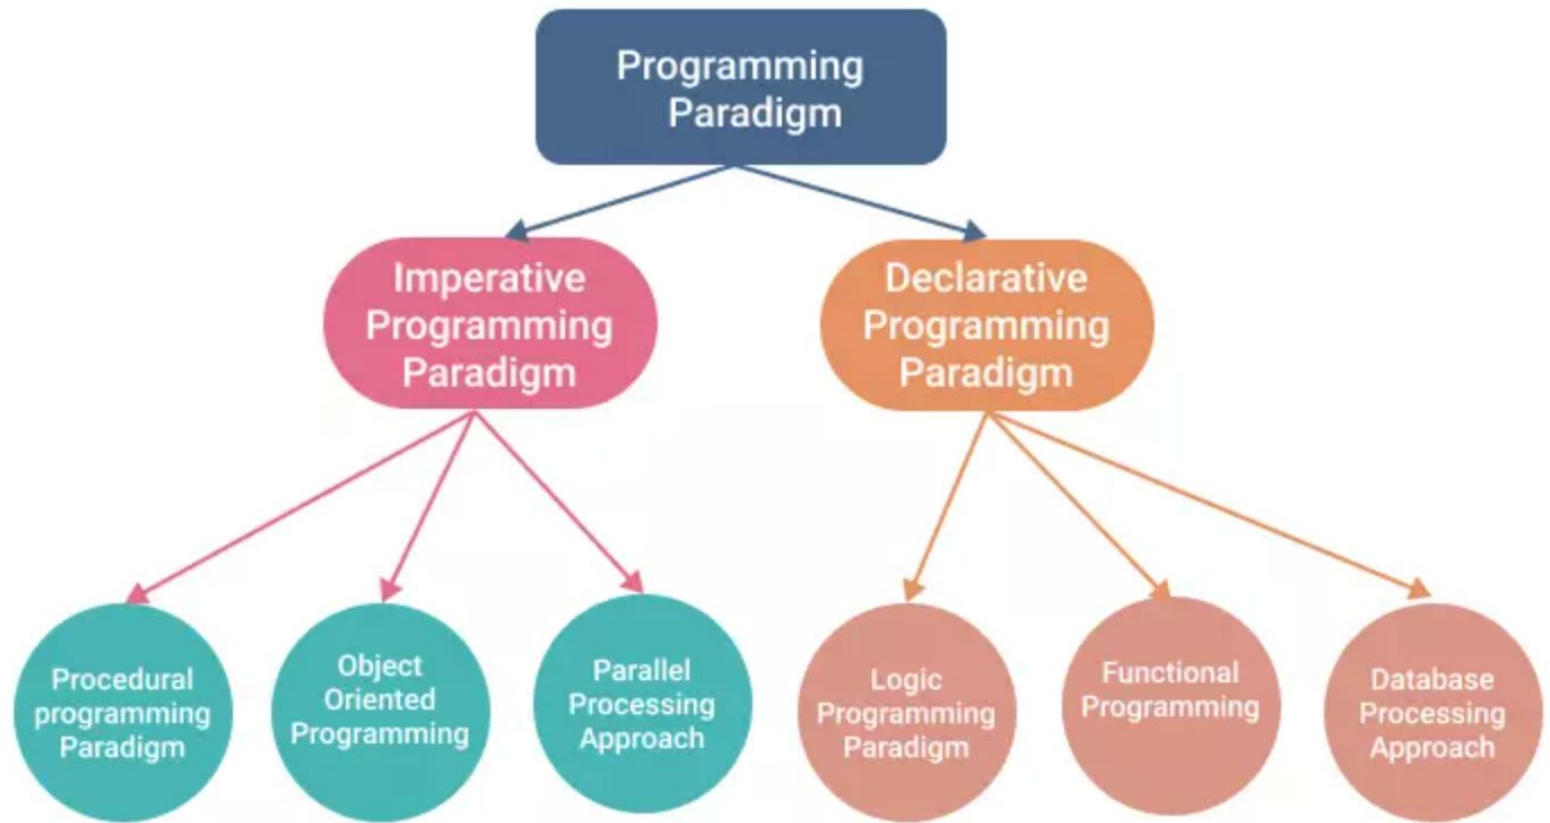 Programming
Paradigm
Imperative
Programming
Paradigm
Declarative
Programming
Paradigm
Procedural
programming
Paradigm
Object
Oriented
Programming
Parallel
Processing
Approach
Logic
Programming
Paradigm
Functional
Programming
Database
Processing
Approach